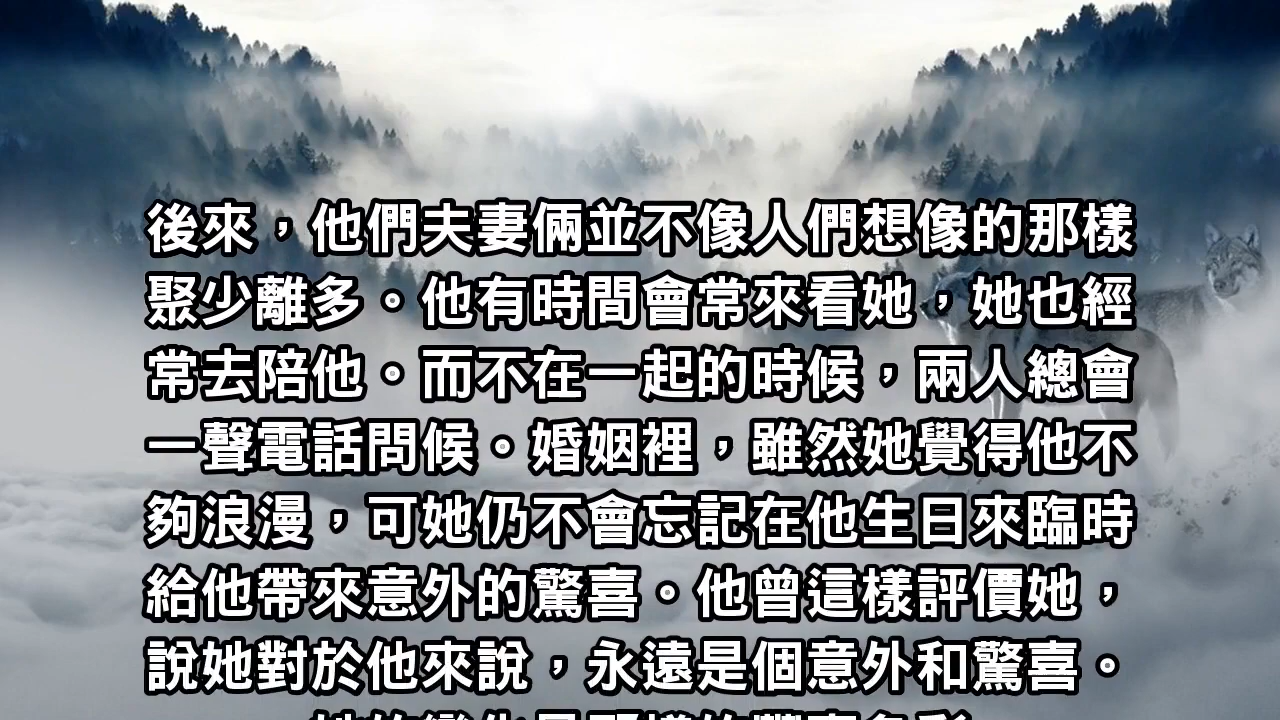 後來，他們夫妻倆並不像人們想像的那樣
聚少離多。他有時間會常來看她，她也經
常去陪他。而不在一起的時候，兩人總會
一聲電話問候。婚姻裡，雖然她覺得他不
夠浪漫，可她仍不會忘記在他生日來臨時
給他帶來意外的驚喜。他曾這樣評價她，
說她對於他來說，永遠是個意外和驚喜。